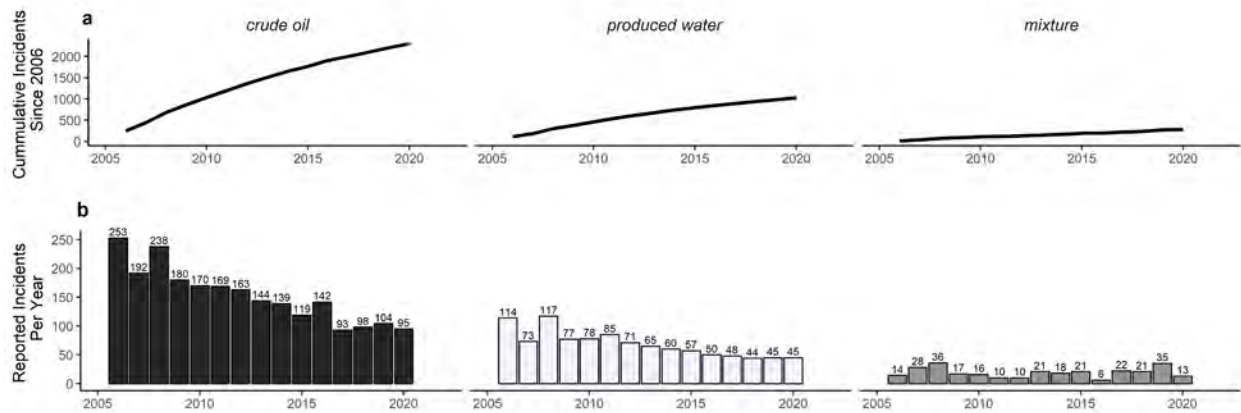 a
crude oil
produced water
mixture
Cummulative Incidents
Since 2006
2000
1500
1000
500
0
2005 2010 2015 2020
2005 2010 2015 2020
2005 2010 2015 2020
b
Reported Incidents
Per Year
250
200
150
100
50
0
253 192 238 180 170 169 163 144 139 119 142 93 98 104 95
114 73 117 77 78 85 71 65 60 57 50 48 44 45 45
14 28 36 17 16 10 10 21 18 21 6 22 21 35 13
2005 2010 2015 2020
2005 2010 2015 2020
2005 2010 2015 2020